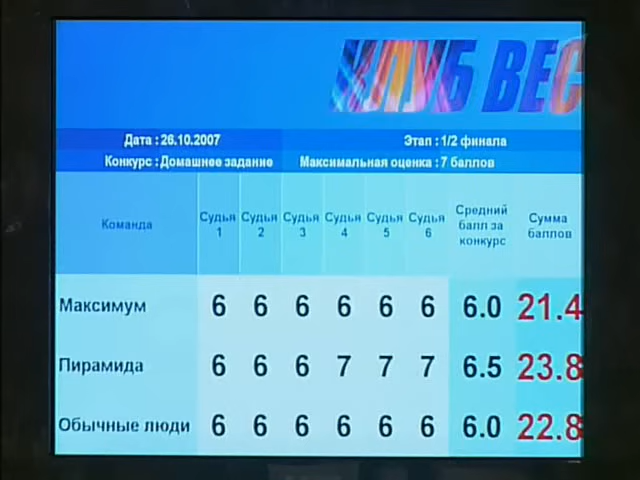 КЛУБ ВЕС
Дата : 26.10.2007 Этап : 1/2 финала
Конкурс : Домашнее задание Максимальная оценка : 7 баллов
Команда Судья 1 Судья 2 Судья 3 Судья 4 Судья 5 Судья 6 Средний балл за конкурс Сумма баллов
Максимум 6 6 6 6 6 6 6.0 21.4
Пирамида 6 6 6 7 7 7 6.5 23.8
Обычные люди 6 6 6 6 6 6 6.0 22.8